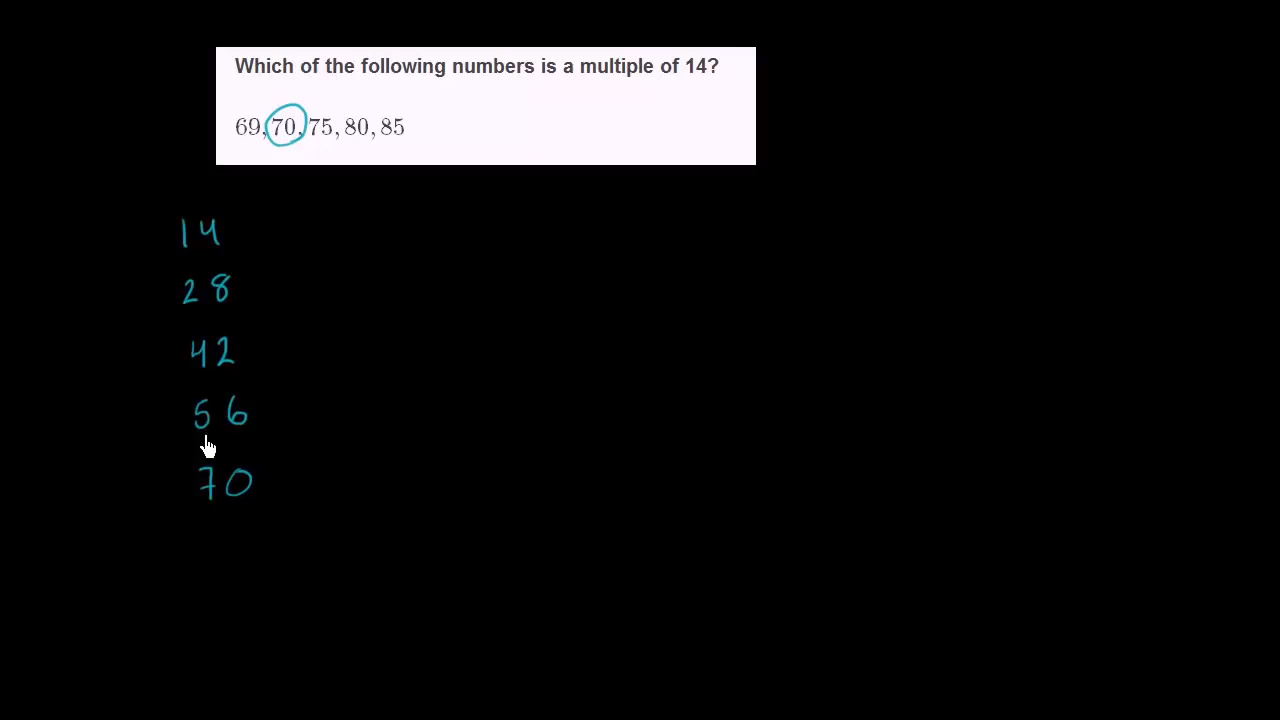 Which of the following numbers is a multiple of 14?
69, 70, 75, 80, 85
14
28
42
56
70